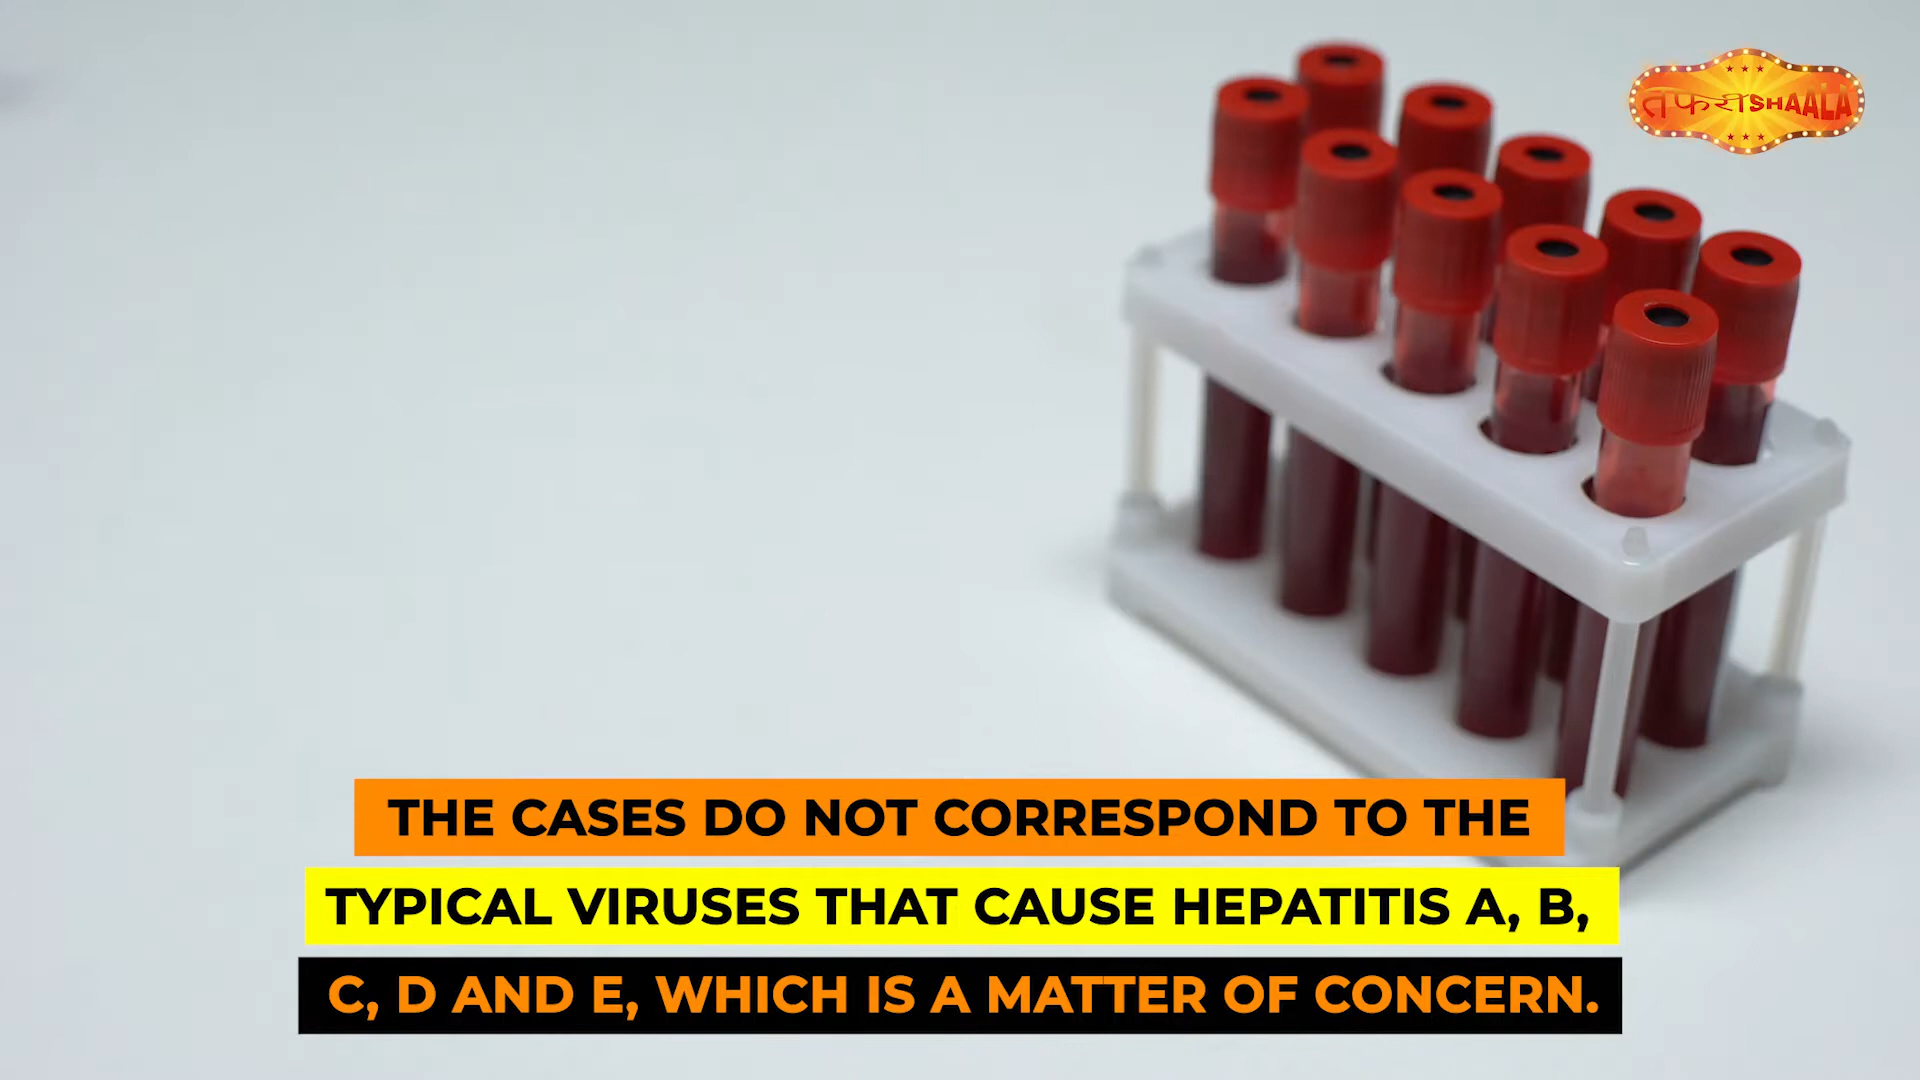 तफरीSHAALA
THE CASES DO NOT CORRESPOND TO THE
TYPICAL VIRUSES THAT CAUSE HEPATITIS A, B,
C, D AND E, WHICH IS A MATTER OF CONCERN.